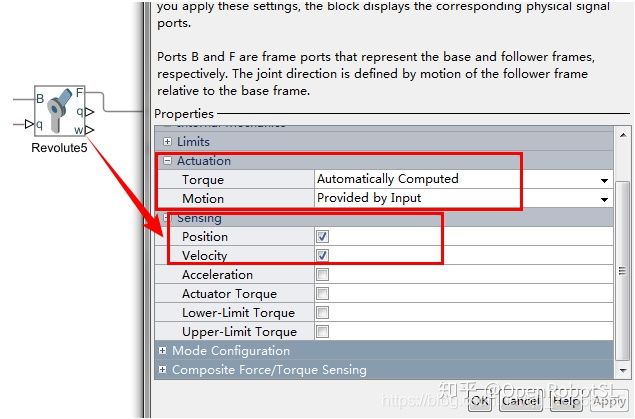 you apply these settings, the block displays the corresponding physical signal
ports.
Ports B and F are frame ports that represent the base and follower frames,
respectively. The joint direction is defined by motion of the follower frame
relative to the base frame.
B
F
q
q
w
Revolute5
Properties
Internal Mechanics
Limits
Actuation
Torque
Automatically Computed
Motion
Provided by Input
Sensing
Position
Velocity
Acceleration
Actuator Torque
Lower-Limit Torque
Upper-Limit Torque
Mode Configuration
Composite Force/Torque Sensing
知乎 @OpenRobotSL
OK
Cancel
Help
Apply